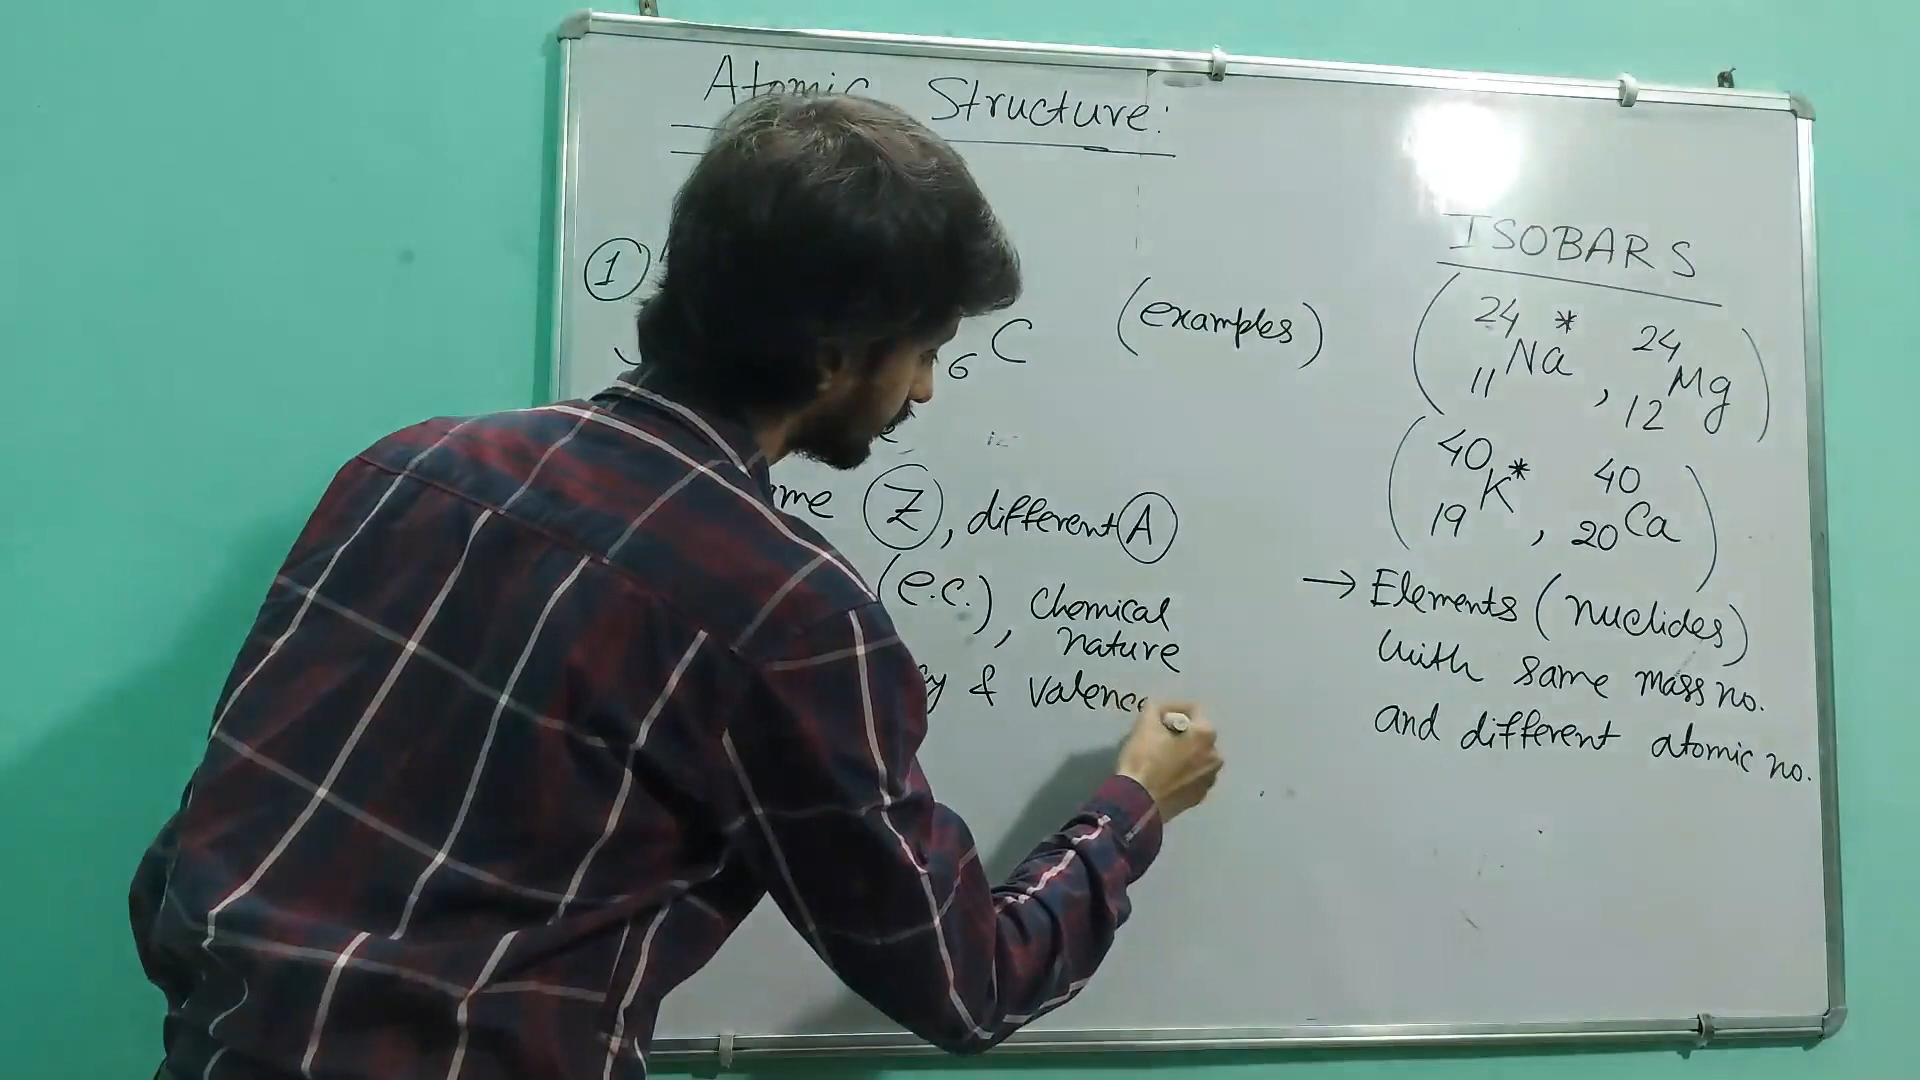 Atomic Structure:
①
6 C (examples)
Z, different A
(e.c.), Chemical
nature
& valence
ISOBARS
( 24 11 Na *, 24 12 Mg )
( 40 19 K *, 40 20 Ca )
→ Elements (nuclides)
with same mass no.
and different atomic no.